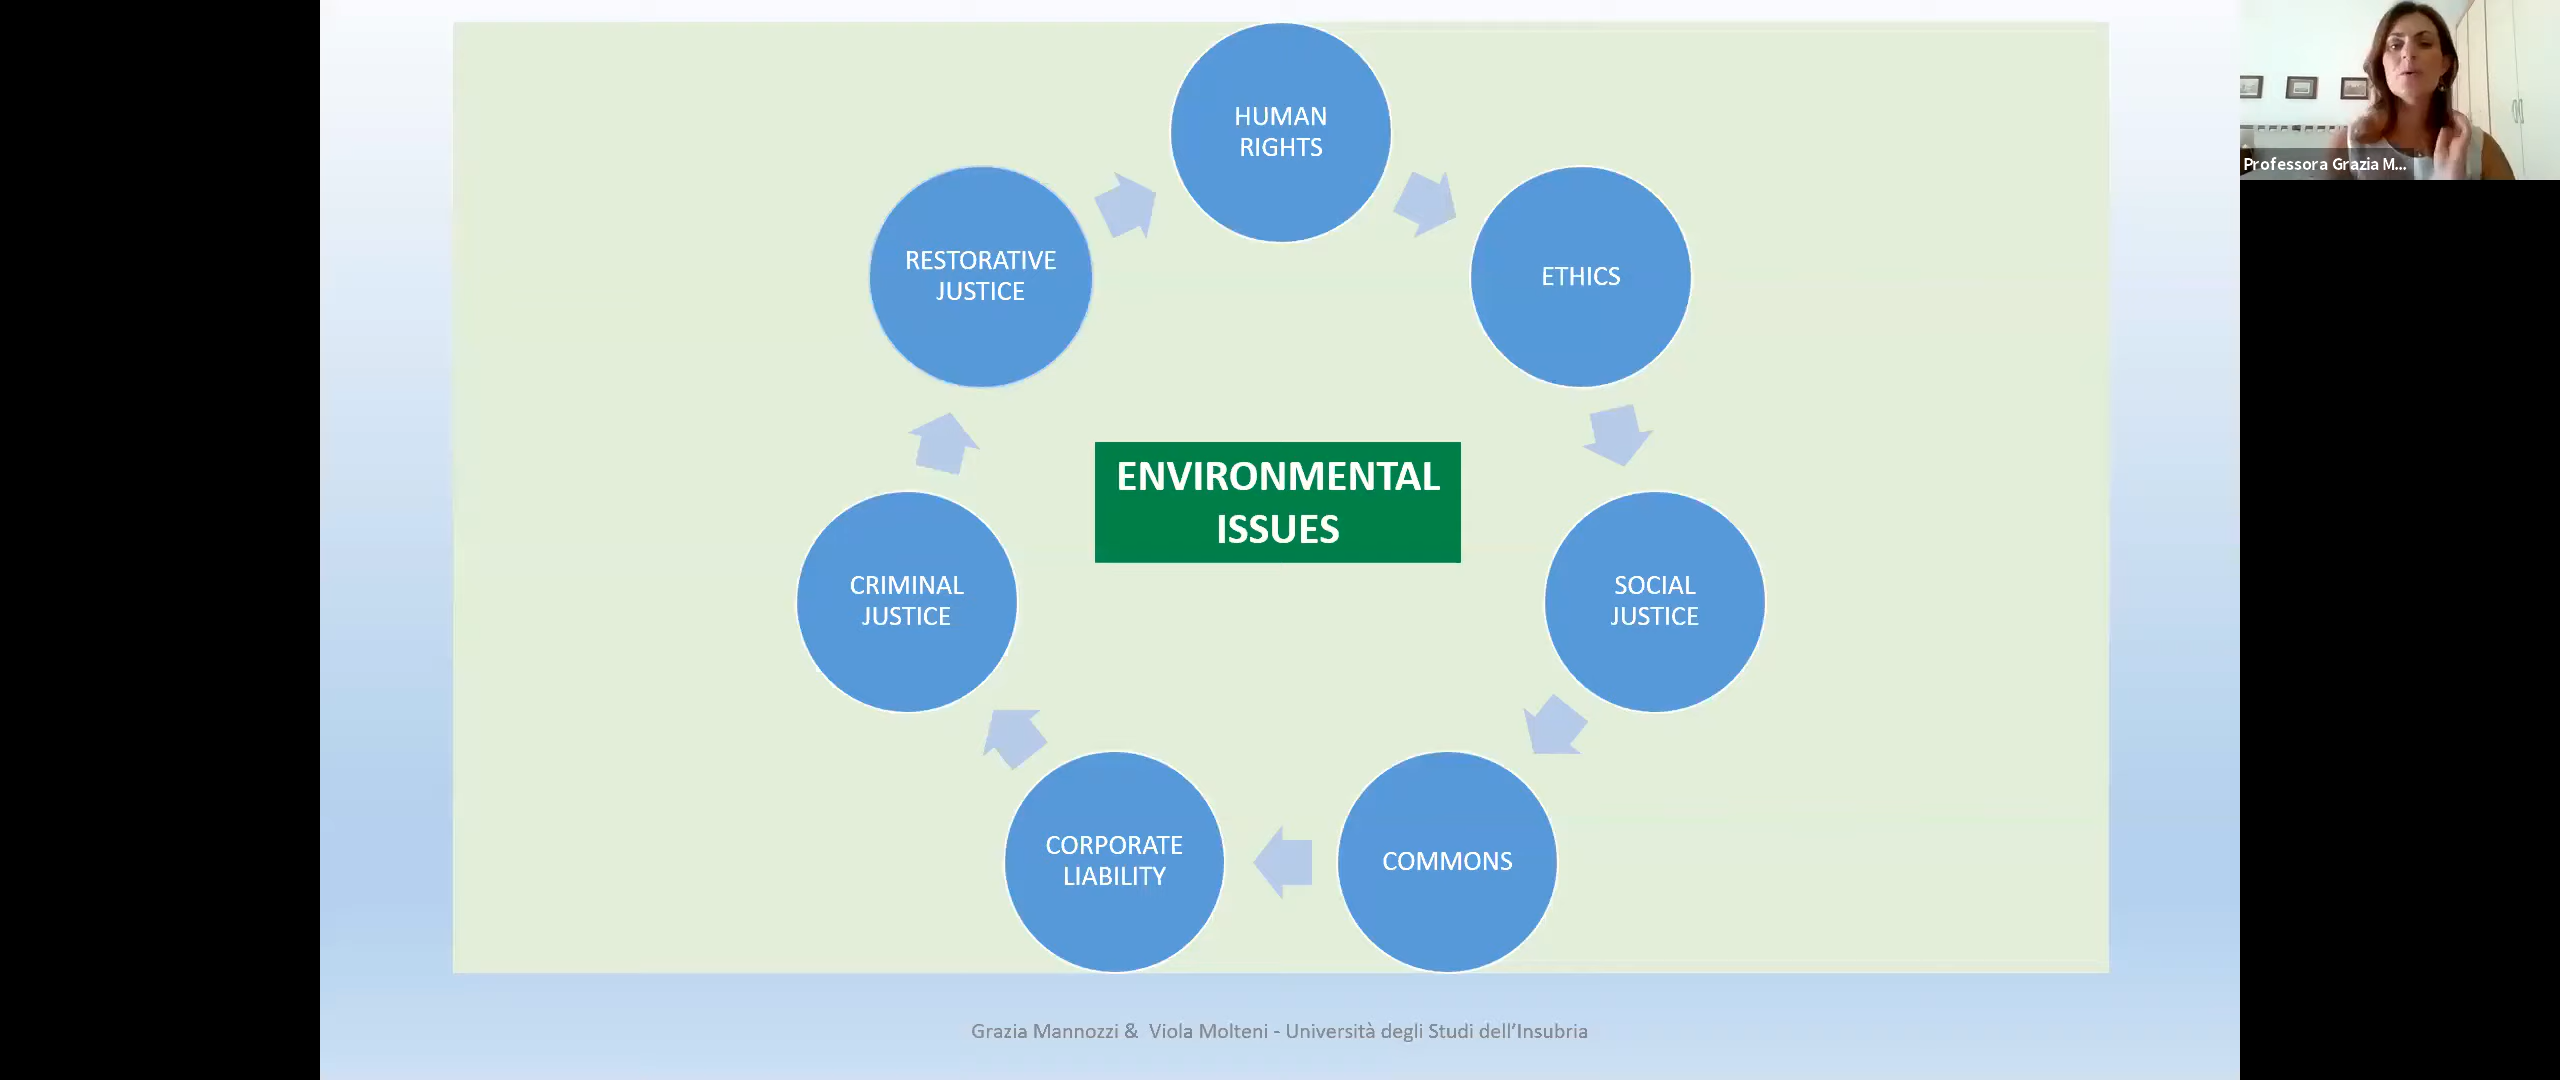 HUMAN
RIGHTS
ETHICS
SOCIAL
JUSTICE
COMMONS
CORPORATE
LIABILITY
CRIMINAL
JUSTICE
RESTORATIVE
JUSTICE
ENVIRONMENTAL
ISSUES
Grazia Mannozzi & Viola Molteni - Università degli Studi dell'Insubria
Professora Grazia M...